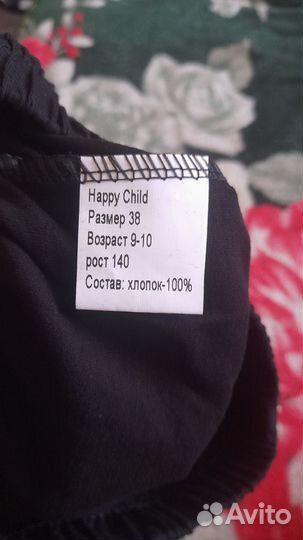 Happy Child
Размер 38
Возраст 9-10
рост 140
Состав: хлопок-100%
Avito